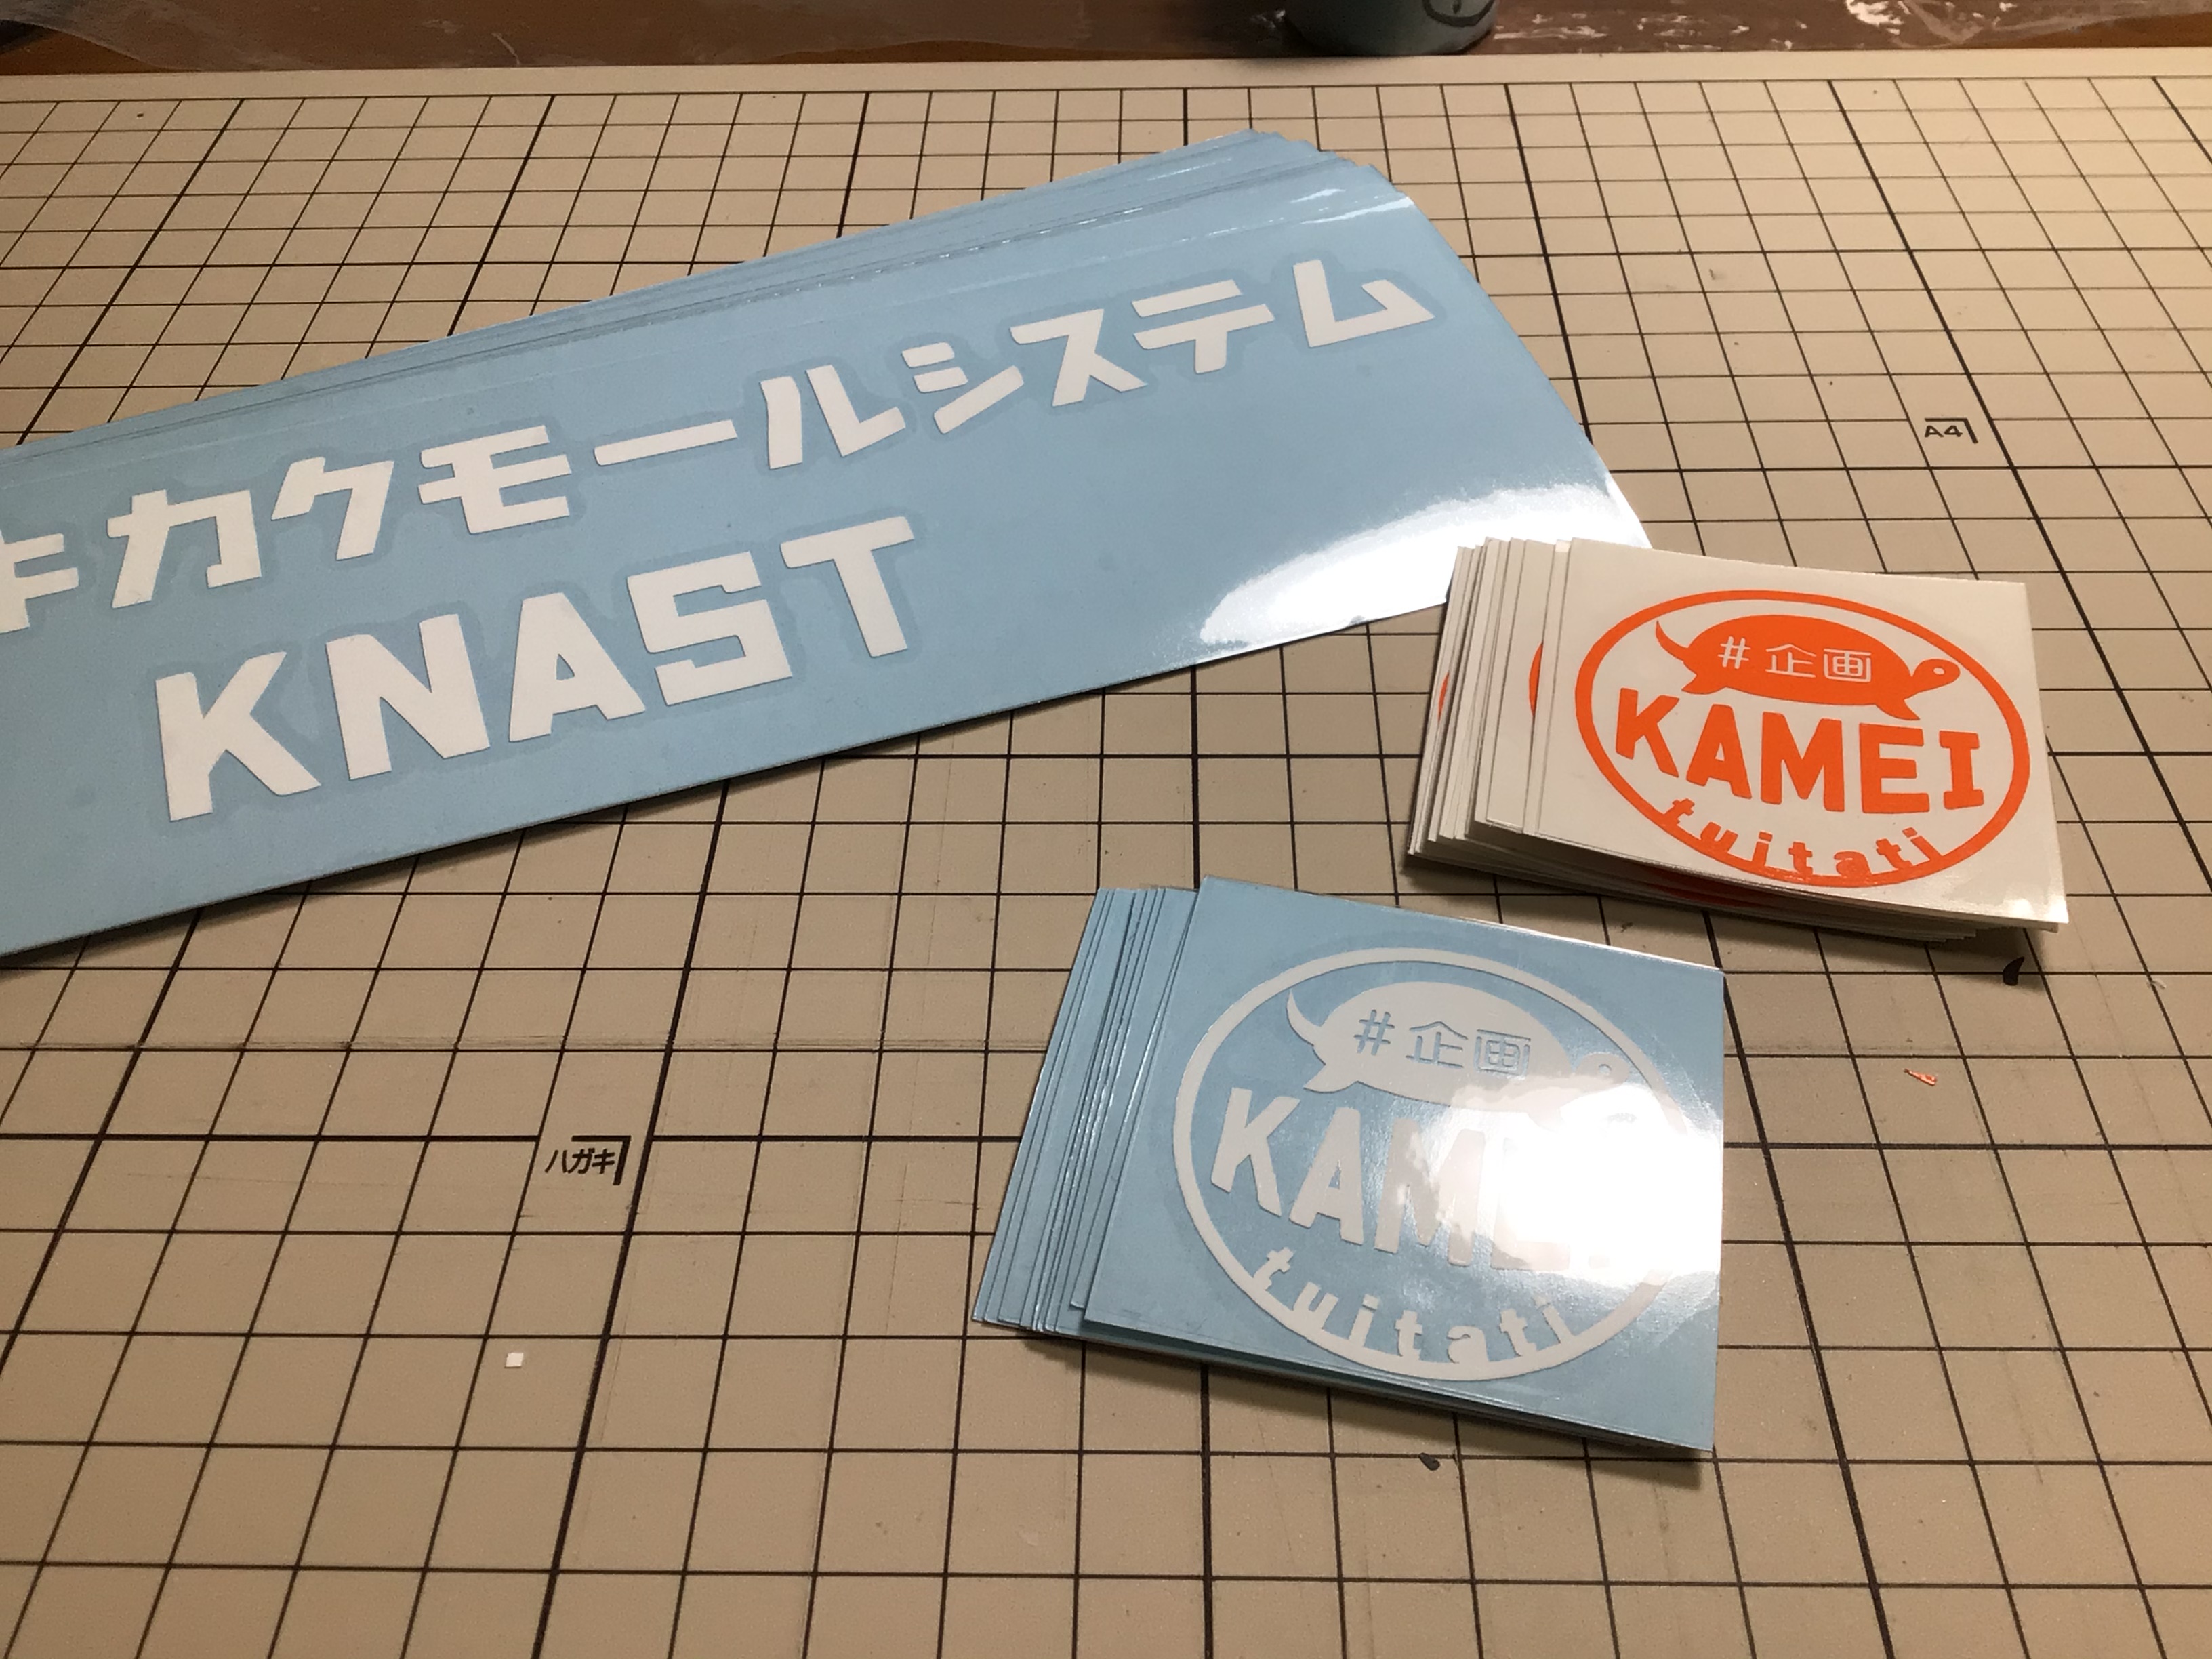 キカクモールシステム
KNAST
A4
#企画
KAMEI
tuitati
#企画
KAMEI
tuitati
ハガキ